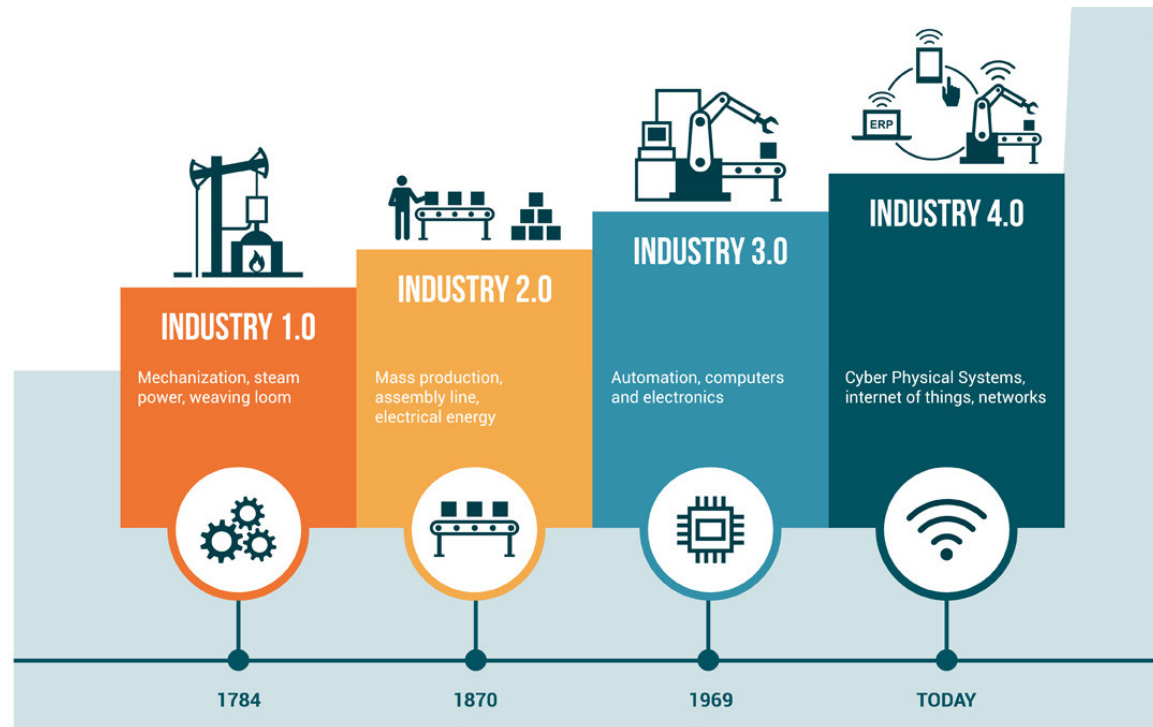 ERP
INDUSTRY 1.0
Mechanization, steam
power, weaving loom
INDUSTRY 2.0
Mass production,
assembly line,
electrical energy
INDUSTRY 3.0
Automation, computers
and electronics
INDUSTRY 4.0
Cyber Physical Systems,
internet of things, networks
1784
1870
1969
TODAY